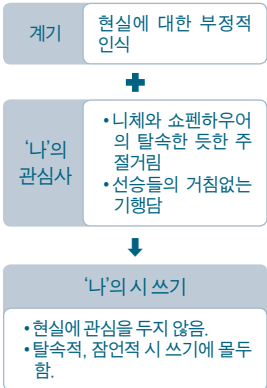 계기
현실에 대한 부정적
인식
'나'의
관심사
•니체와 쇼펜하우어
의 탈속한 듯한 주
절거림
•선승들의 거침없는
기행담
'나'의 시 쓰기
•현실에 관심을 두지 않음.
•탈속적, 잠언적 시 쓰기에 몰두
함.